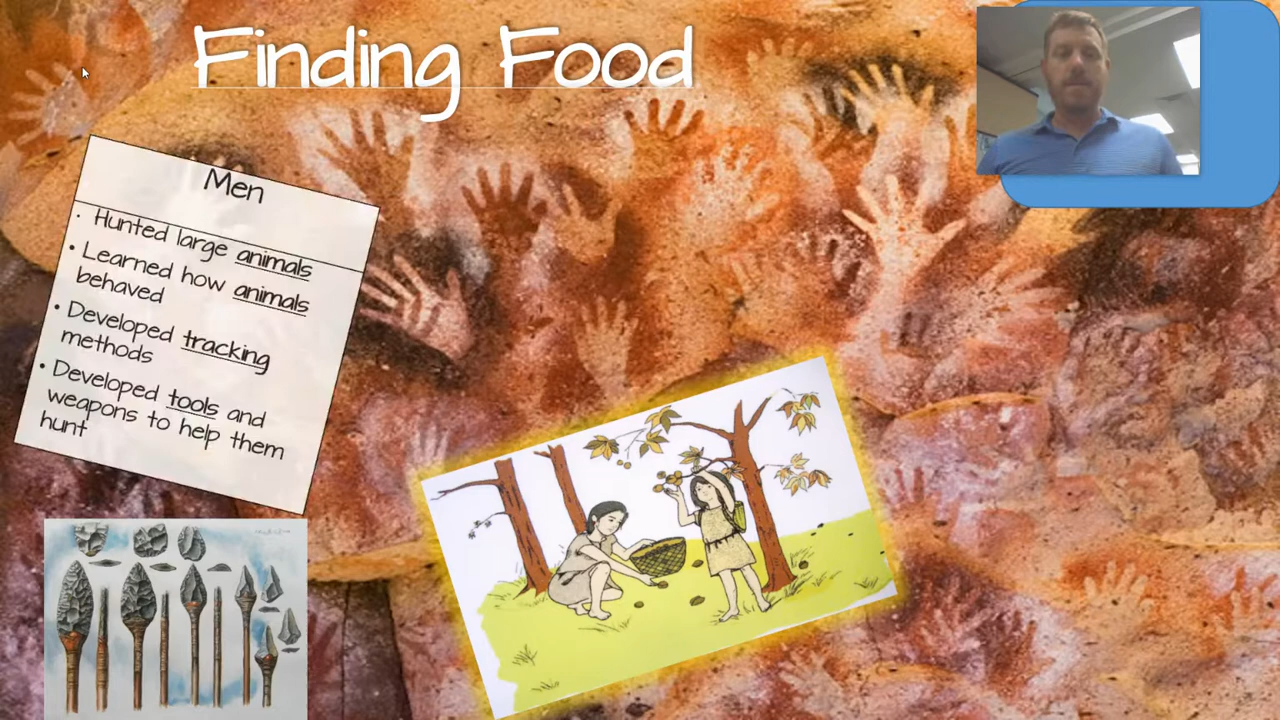 Finding Food
Men
· Hunted large animals
• Learned how animals
behaved
• Developed tracking
methods
• Developed tools and
weapons to help them
hunt